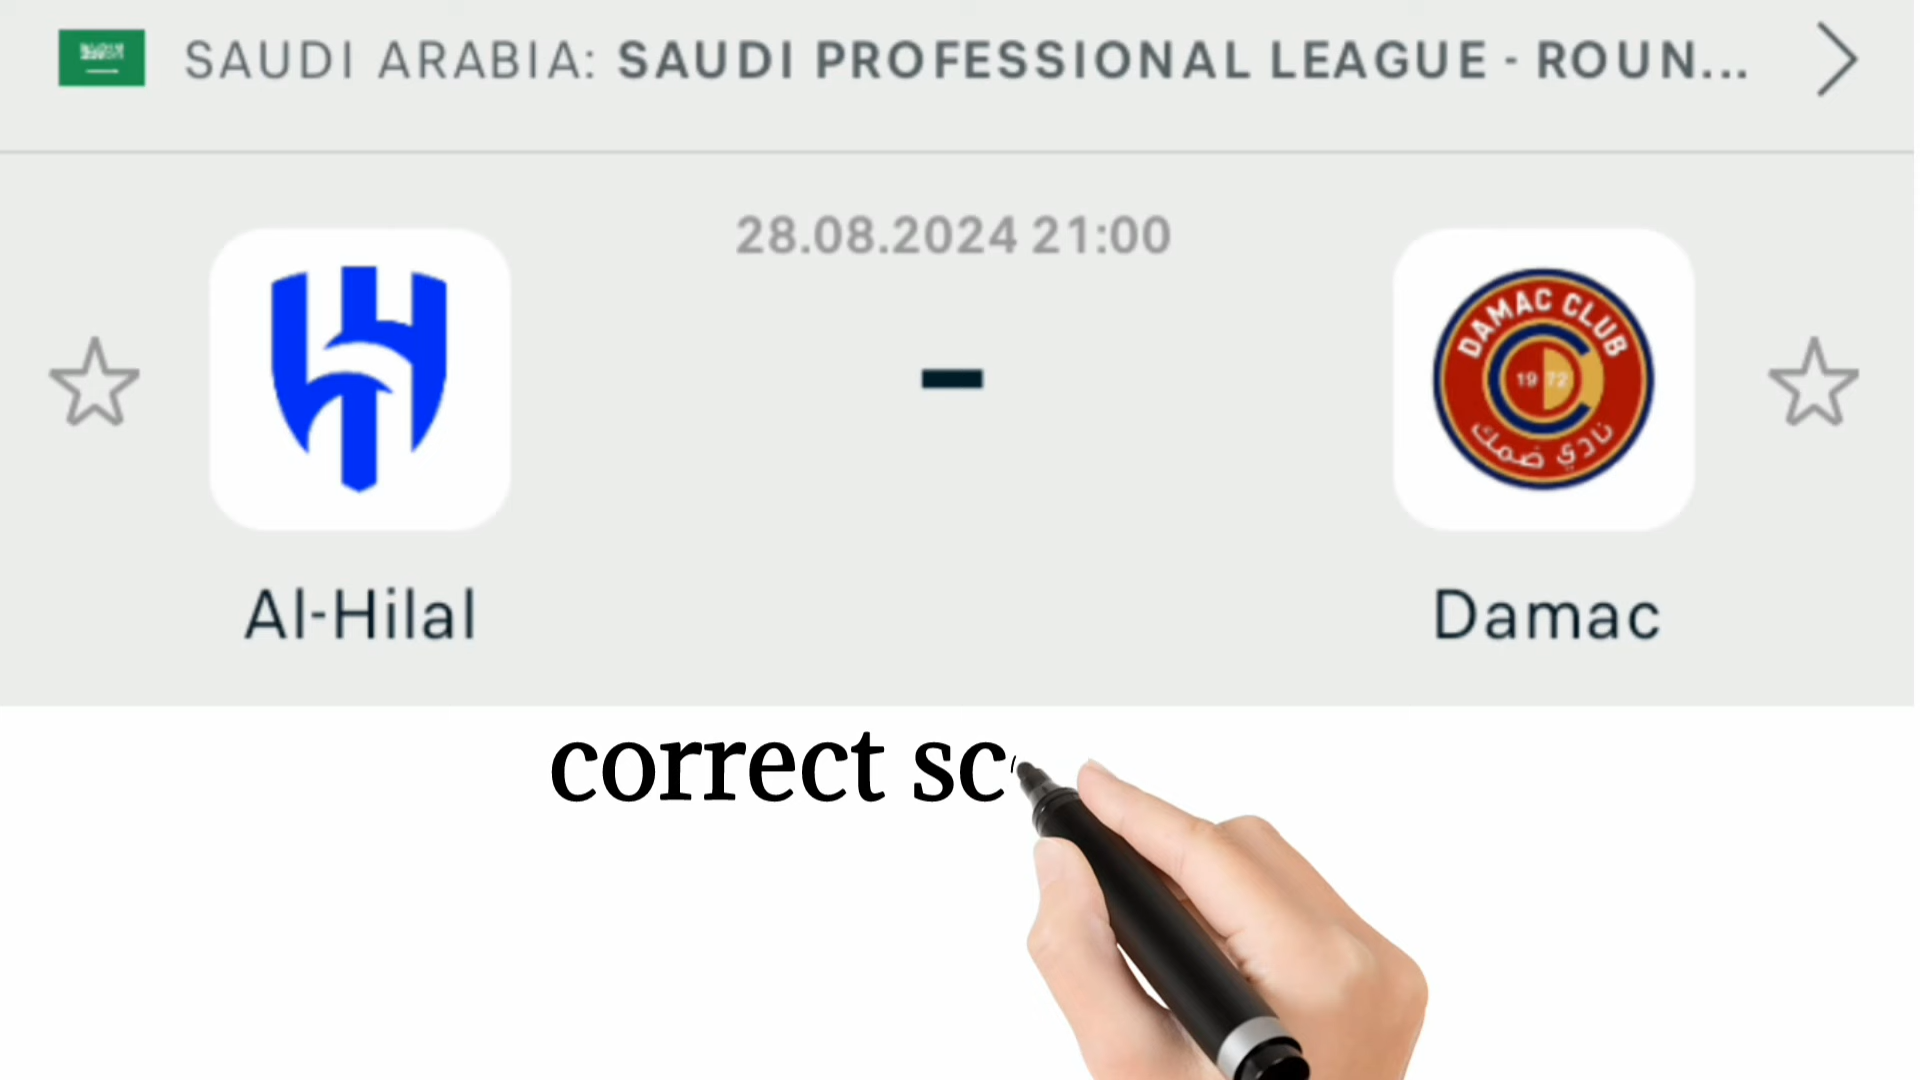 SAUDI ARABIA: SAUDI PROFESSIONAL LEAGUE - ROUN...
28.08.2024 21:00
DAMAC CLUB
19 72
نادي ضمك
Al-Hilal
Damac
correct sc